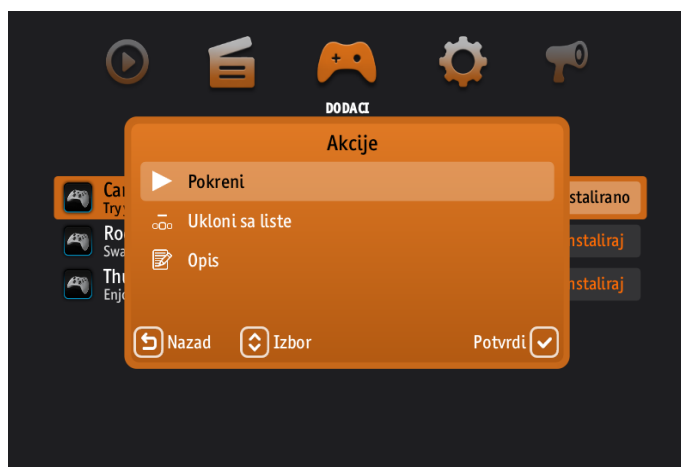 DODACI
Akcije
Pokreni
Ukloni sa liste
Opis
Nazad
Izbor
Potvrdi